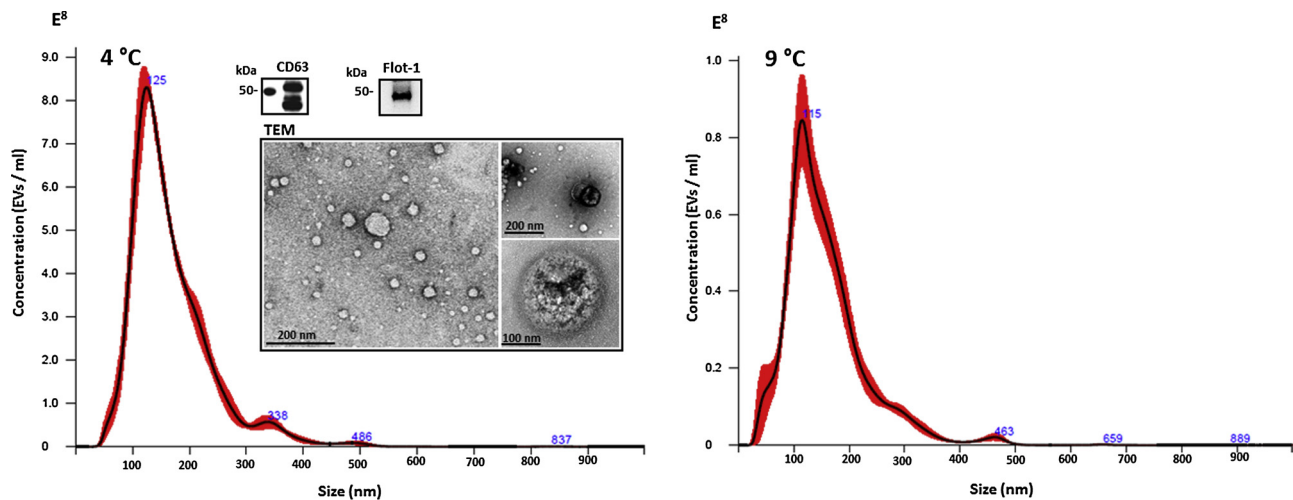 E⁸
4 °C
9.0
8.0
7.0
6.0
5.0
4.0
3.0
2.0
1.0
0
Concentration (EVs / ml)
125
338
486
837
100
200
300
400
500
600
700
800
900
Size (nm)
kDa
CD63
50-
kDa
Flot-1
50-
TEM
200 nm
200 nm
100 nm
E⁸
9 °C
1.0
0.8
0.6
0.4
0.2
0
Concentration (EVs / ml)
115
463
659
889
100
200
300
400
500
600
700
800
900
Size (nm)